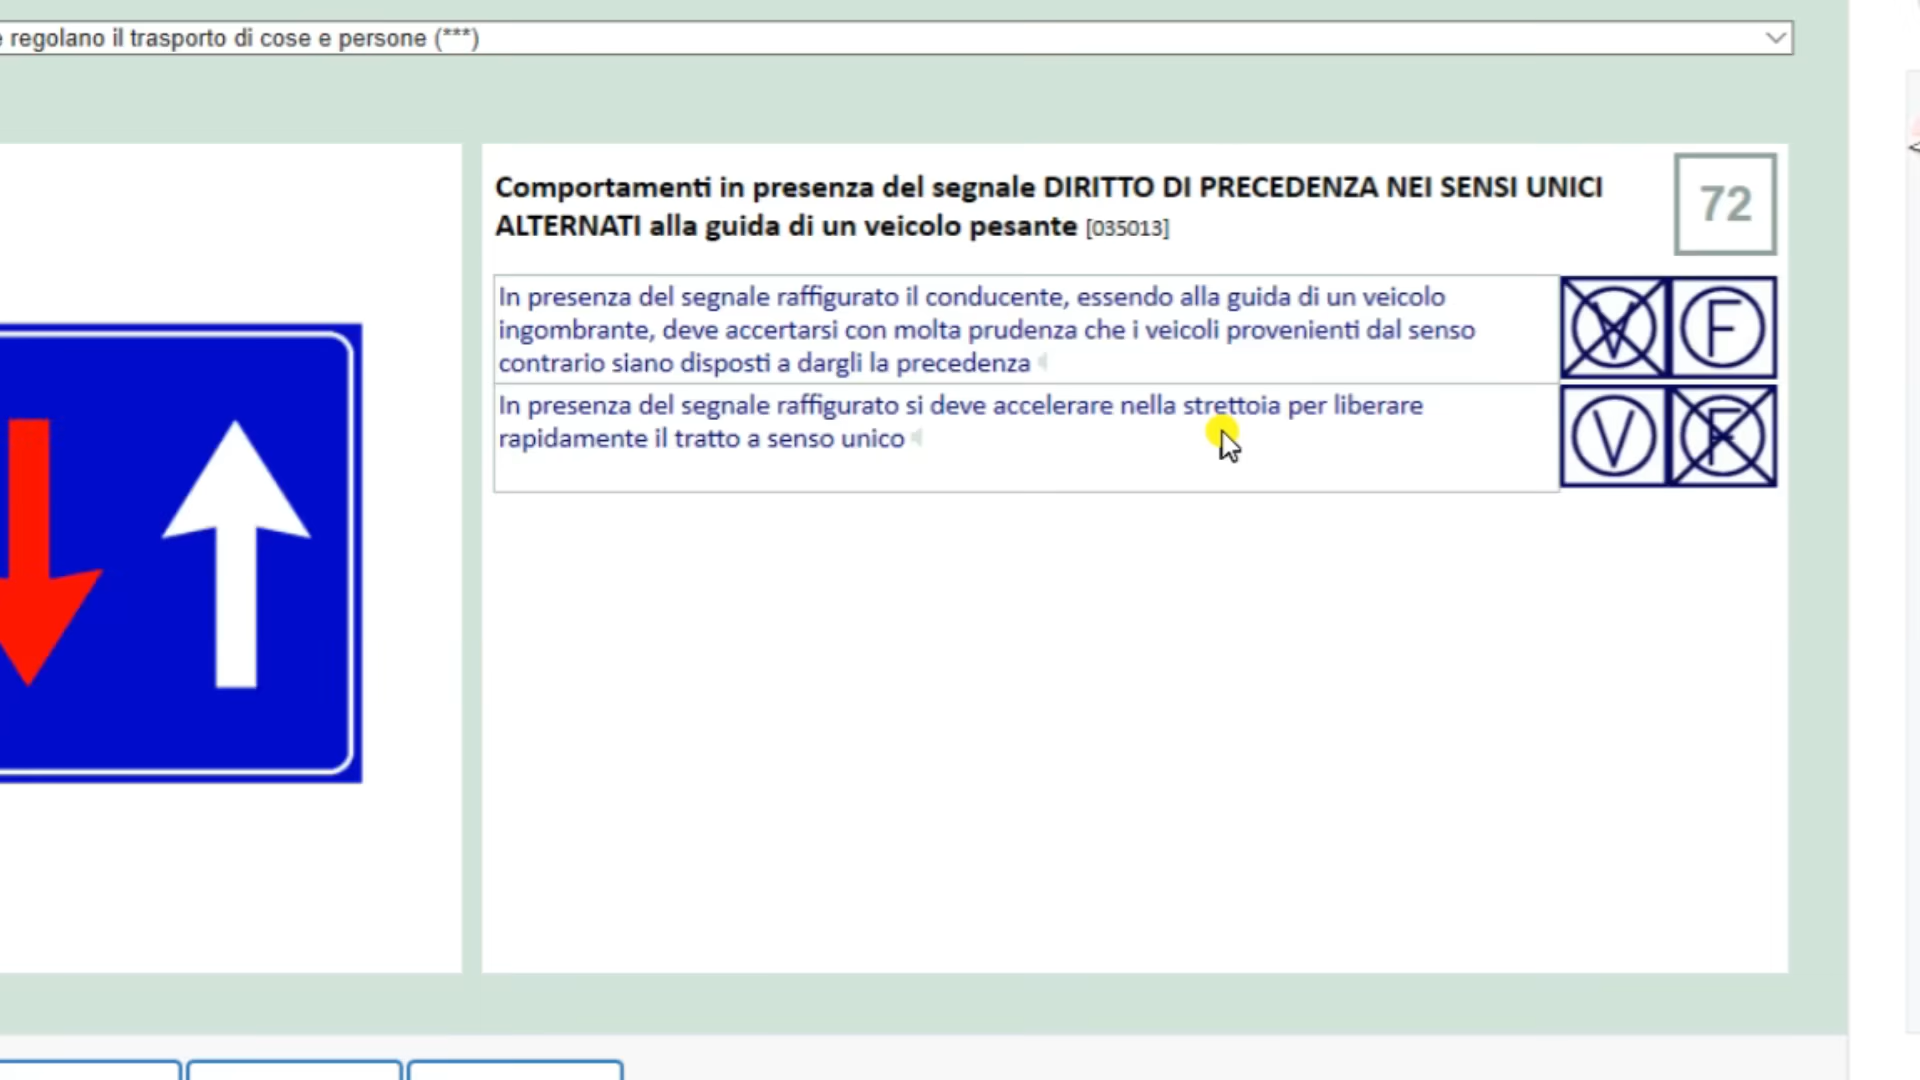 regolano il trasporto di cose e persone (***)
Comportamenti in presenza del segnale DIRITTO DI PRECEDENZA NEI SENSI UNICI
ALTERNATI alla guida di un veicolo pesante [035013]
72
In presenza del segnale raffigurato il conducente, essendo alla guida di un veicolo
ingombrante, deve accertarsi con molta prudenza che i veicoli provenienti dal senso
contrario siano disposti a dargli la precedenza
V F
In presenza del segnale raffigurato si deve accelerare nella strettoia per liberare
rapidamente il tratto a senso unico
V F